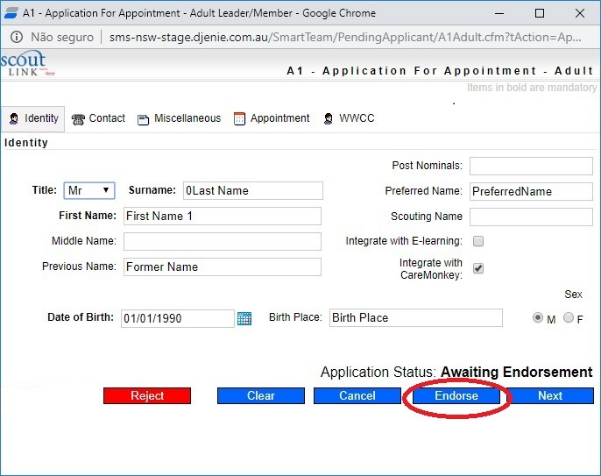 A1 - Application For Appointment - Adult Leader/Member - Google Chrome
Não seguro | sms-nsw-stage.djenie.com.au/SmartTeam/PendingApplicant/A1Adult.cfm?tAction=Ap...
scout
LINK
A1 - Application For Appointment - Adult
Items in bold are mandatory
Identity Contact Miscellaneous Appointment WWCC
Identity
Post Nominals:
Title: Mr Surname: 0Last Name Preferred Name: PreferredName
First Name: First Name 1 Scouting Name
Middle Name: Integrate with E-learning:
Previous Name: Former Name Integrate with
CareMonkey:
Sex
Date of Birth: 01/01/1990 Birth Place: Birth Place M F
Application Status: Awaiting Endorsement
Reject Clear Cancel Endorse Next